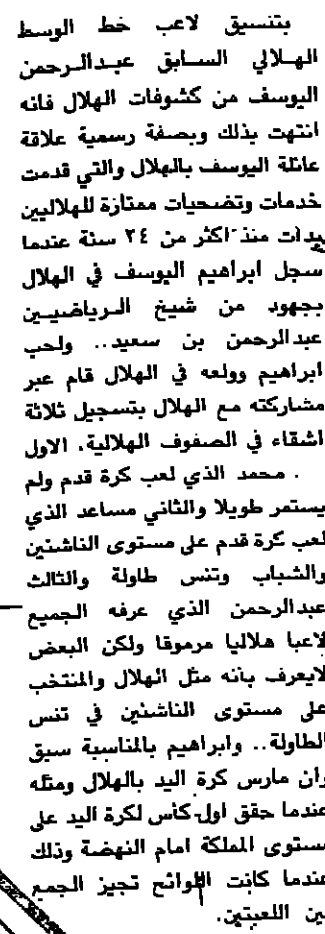 بتنسيق لاعب خط الوسط
الهلالي السابق عبدالرحمن
اليوسف من كشوفات الهلال فانه
انتهت بذلك وبصفة رسمية علاقة
عائلة اليوسف بالهلال والتي قدمت
خدمات وتضحيات ممتازة للهلاليين
بدأت منذ اكثر من ٢٤ سنة عندما
سجل ابراهيم اليوسف في الهلال
بجهود من شيخ الرياضيين
عبدالرحمن بن سعيد.. ولحب
ابراهيم وولعه في الهلال قام عبر
مشاركته مع الهلال بتسجيل ثلاثة
اشقاء في الصفوف الهلالية. الاول
. محمد الذي لعب كرة قدم ولم
يستمر طويلا والثاني مساعد الذي
لعب كرة قدم على مستوى الناشئين
والشباب وتنس طاولة والثالث
عبدالرحمن الذي عرفه الجميع
لاعبا هلاليا مرموقا ولكن البعض
لايعرف بانه مثل الهلال والمنتخب
على مستوى الناشئين في تنس
الطاولة.. وابراهيم بالمناسبة سبق
وان مارس كرة اليد بالهلال ومثله
عندما حقق اول كأس لكرة اليد على
مستوى المملكة امام النهضة وذلك
عندما كانت اللوائح تجيز الجمع
بين اللعبتين.